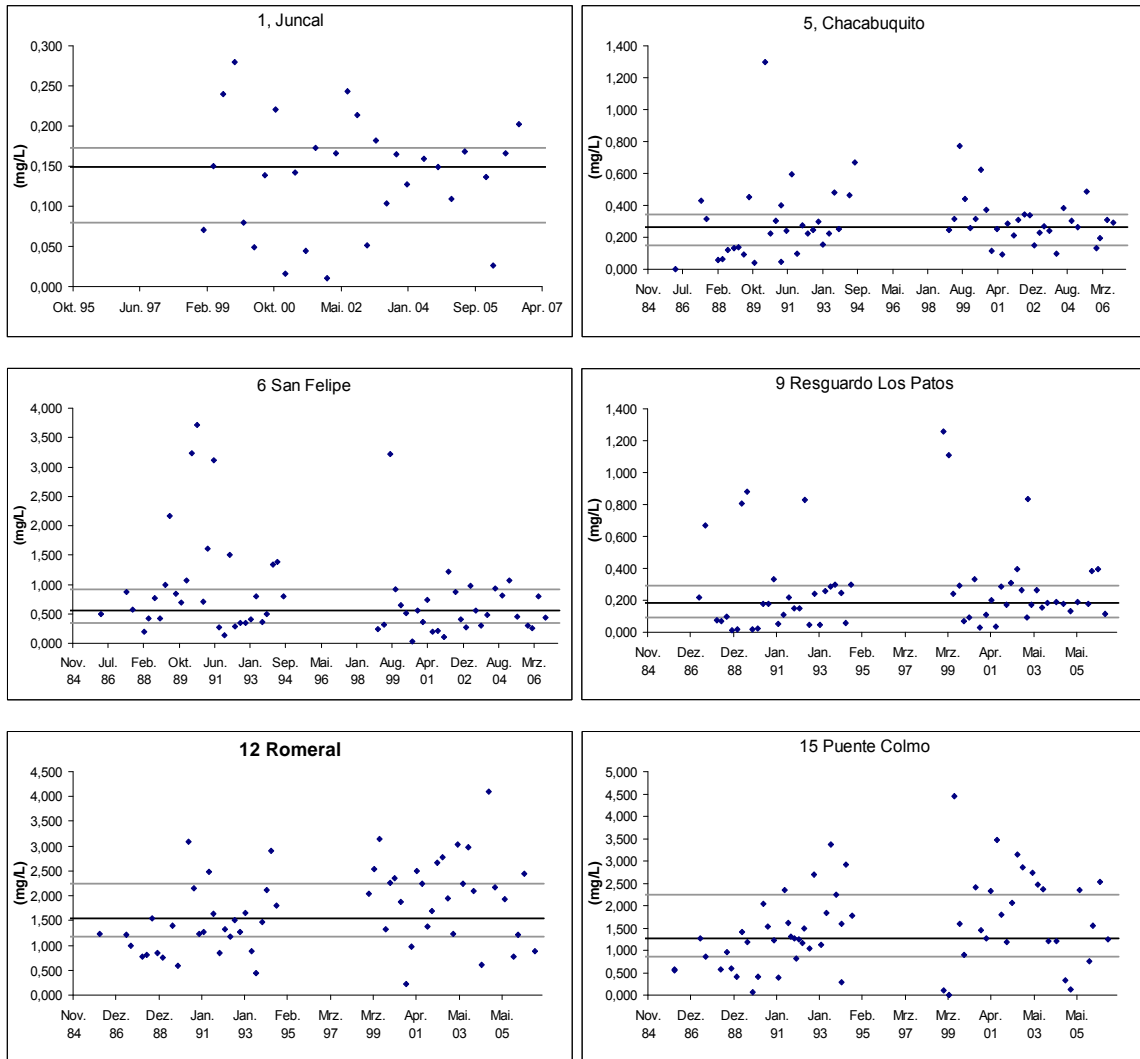 1, Juncal
(mg/L)
0,300
0,250
0,200
0,150
0,100
0,050
0,000
Okt. 95 Jun. 97 Feb. 99 Okt. 00 Mai. 02 Jan. 04 Sep. 05 Apr. 07
5, Chacabuquito
(mg/L)
1,400
1,200
1,000
0,800
0,600
0,400
0,200
0,000
Nov. Jul. Feb. Okt. Jun. Jan. Sep. Mai. Jan. Aug. Apr. Dez. Aug. Mrz.
84 86 88 89 91 93 94 96 98 99 01 02 04 06
6 San Felipe
(mg/L)
4,000
3,500
3,000
2,500
2,000
1,500
1,000
0,500
0,000
Nov. Jul. Feb. Okt. Jun. Jan. Sep. Mai. Jan. Aug. Apr. Dez. Aug. Mrz.
84 86 88 89 91 93 94 96 98 99 01 02 04 06
9 Resguardo Los Patos
(mg/L)
1,400
1,200
1,000
0,800
0,600
0,400
0,200
0,000
Nov. Dez. Dez. Jan. Jan. Jan. Mrz. Mrz. Apr. Mai. Mai.
84 86 88 91 93 95 97 99 01 03 05
12 Romeral
(mg/L)
4,500
4,000
3,500
3,000
2,500
2,000
1,500
1,000
0,500
0,000
Nov. Dez. Dez. Jan. Jan. Jan. Mrz. Mrz. Apr. Mai. Mai.
84 86 88 91 93 95 97 99 01 03 05
15 Puente Colmo
(mg/L)
5,000
4,500
4,000
3,500
3,000
2,500
2,000
1,500
1,000
0,500
0,000
Nov. Dez. Dez. Jan. Jan. Jan. Mrz. Mrz. Apr. Mai. Mai.
84 86 88 91 93 95 97 99 01 03 05